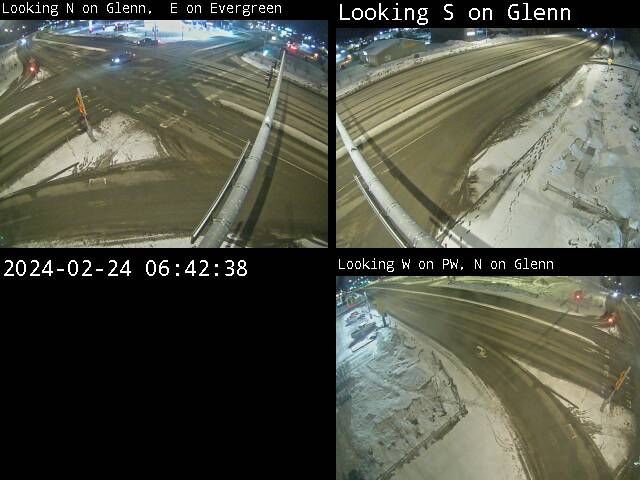 Looking N on Glenn,  E on Evergreen
Looking S on Glenn
2024-02-24 06:42:38
Looking W on PW, N on Glenn